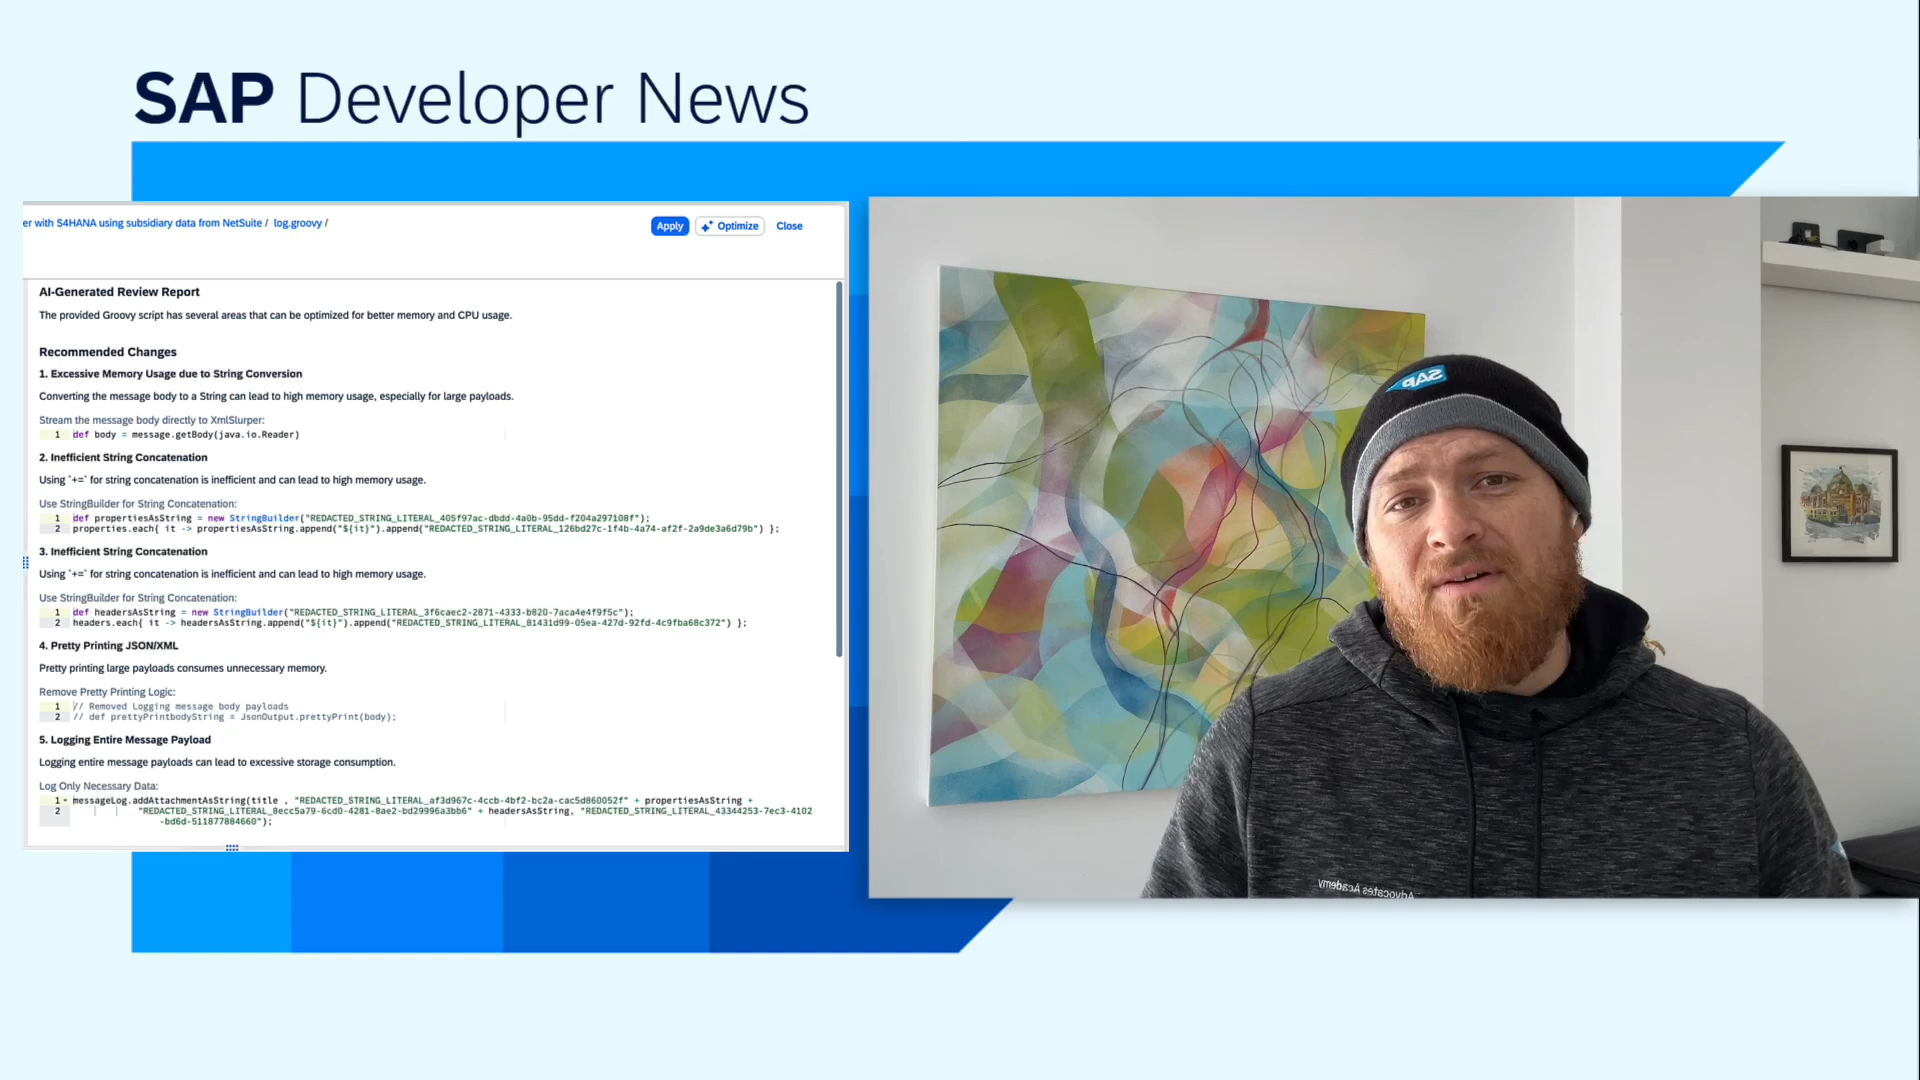 SAP Developer News
er with S4HANA using subsidiary data from NetSuite / log.groovy /
Apply
Optimize
Close
AI-Generated Review Report
The provided Groovy script has several areas that can be optimized for better memory and CPU usage.
Recommended Changes
1. Excessive Memory Usage due to String Conversion
Converting the message body to a String can lead to high memory usage, especially for large payloads.
Stream the message body directly to XmlSlurper:
1 def body = message.getBody(java.io.Reader)
2. Inefficient String Concatenation
Using `+=` for string concatenation is inefficient and can lead to high memory usage.
Use StringBuilder for String Concatenation:
1 def propertiesAsString = new StringBuilder("REDACTED_STRING_LITERAL_405f97ac-dbdd-4a0b-95dd-f204a297108f");
2 properties.each{ it -> propertiesAsString.append("${it}").append("REDACTED_STRING_LITERAL_126bd27c-1f4b-4a74-af2f-2a9de3a6d79b") };
3. Inefficient String Concatenation
Using `+=` for string concatenation is inefficient and can lead to high memory usage.
Use StringBuilder for String Concatenation:
1 def headersAsString = new StringBuilder("REDACTED_STRING_LITERAL_3f6caec2-2871-4333-b820-7aca4e4f9f5c");
2 headers.each{ it -> headersAsString.append("${it}").append("REDACTED_STRING_LITERAL_81431d99-05ea-427d-92fd-4c9fba68c372") };
4. Pretty Printing JSON/XML
Pretty printing large payloads consumes unnecessary memory.
Remove Pretty Printing Logic:
1 // Removed Logging message body payloads
2 // def prettyPrintbodyString = JsonOutput.prettyPrint(body);
5. Logging Entire Message Payload
Logging entire message payloads can lead to excessive storage consumption.
Log Only Necessary Data:
1 messageLog.addAttachmentAsString(title , "REDACTED_STRING_LITERAL_af3d967c-4ccb-4bf2-bc2a-cac5d860052f" + propertiesAsString +
2 "REDACTED_STRING_LITERAL_8ecc5a79-6cd0-4281-8ae2-bd29996a3bb6" + headersAsString, "REDACTED_STRING_LITERAL_43344253-7ec3-4102
-bd6d-511877884660");
SAP
Advocates Academy